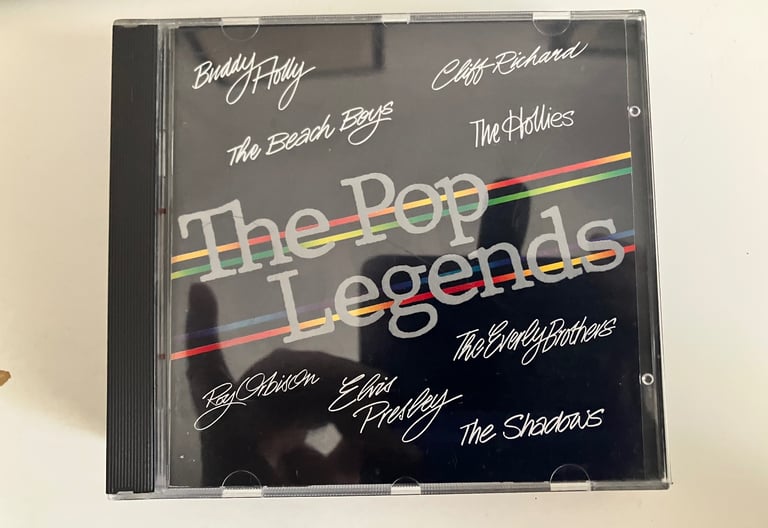 Buddy Holly
Cliff Richard
The Beach Boys
The Hollies
The Pop
Legends
The Everly Brothers
Roy Orbison
Elvis
Presley
The Shadows